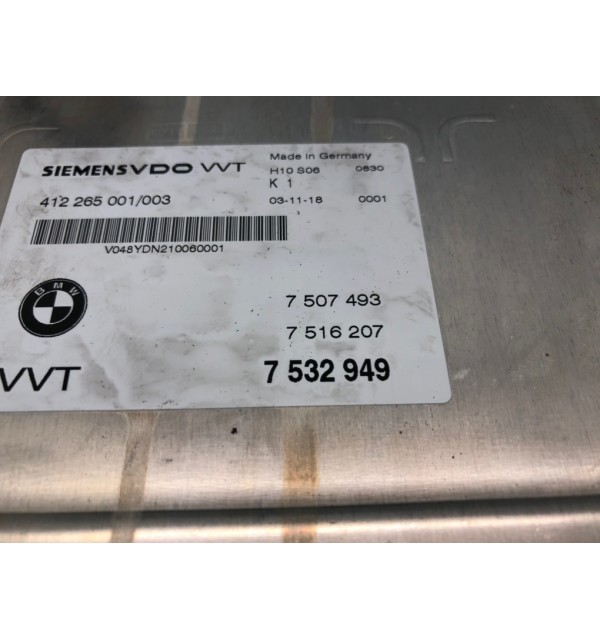 SIEMENSVDO VVT
Made in Germany
H10 S06 0630
K 1
412 265 001/003
03-11-18 0001
V048YDN210060001
BMW
7 507 493
7 516 207
VVT
7 532 949